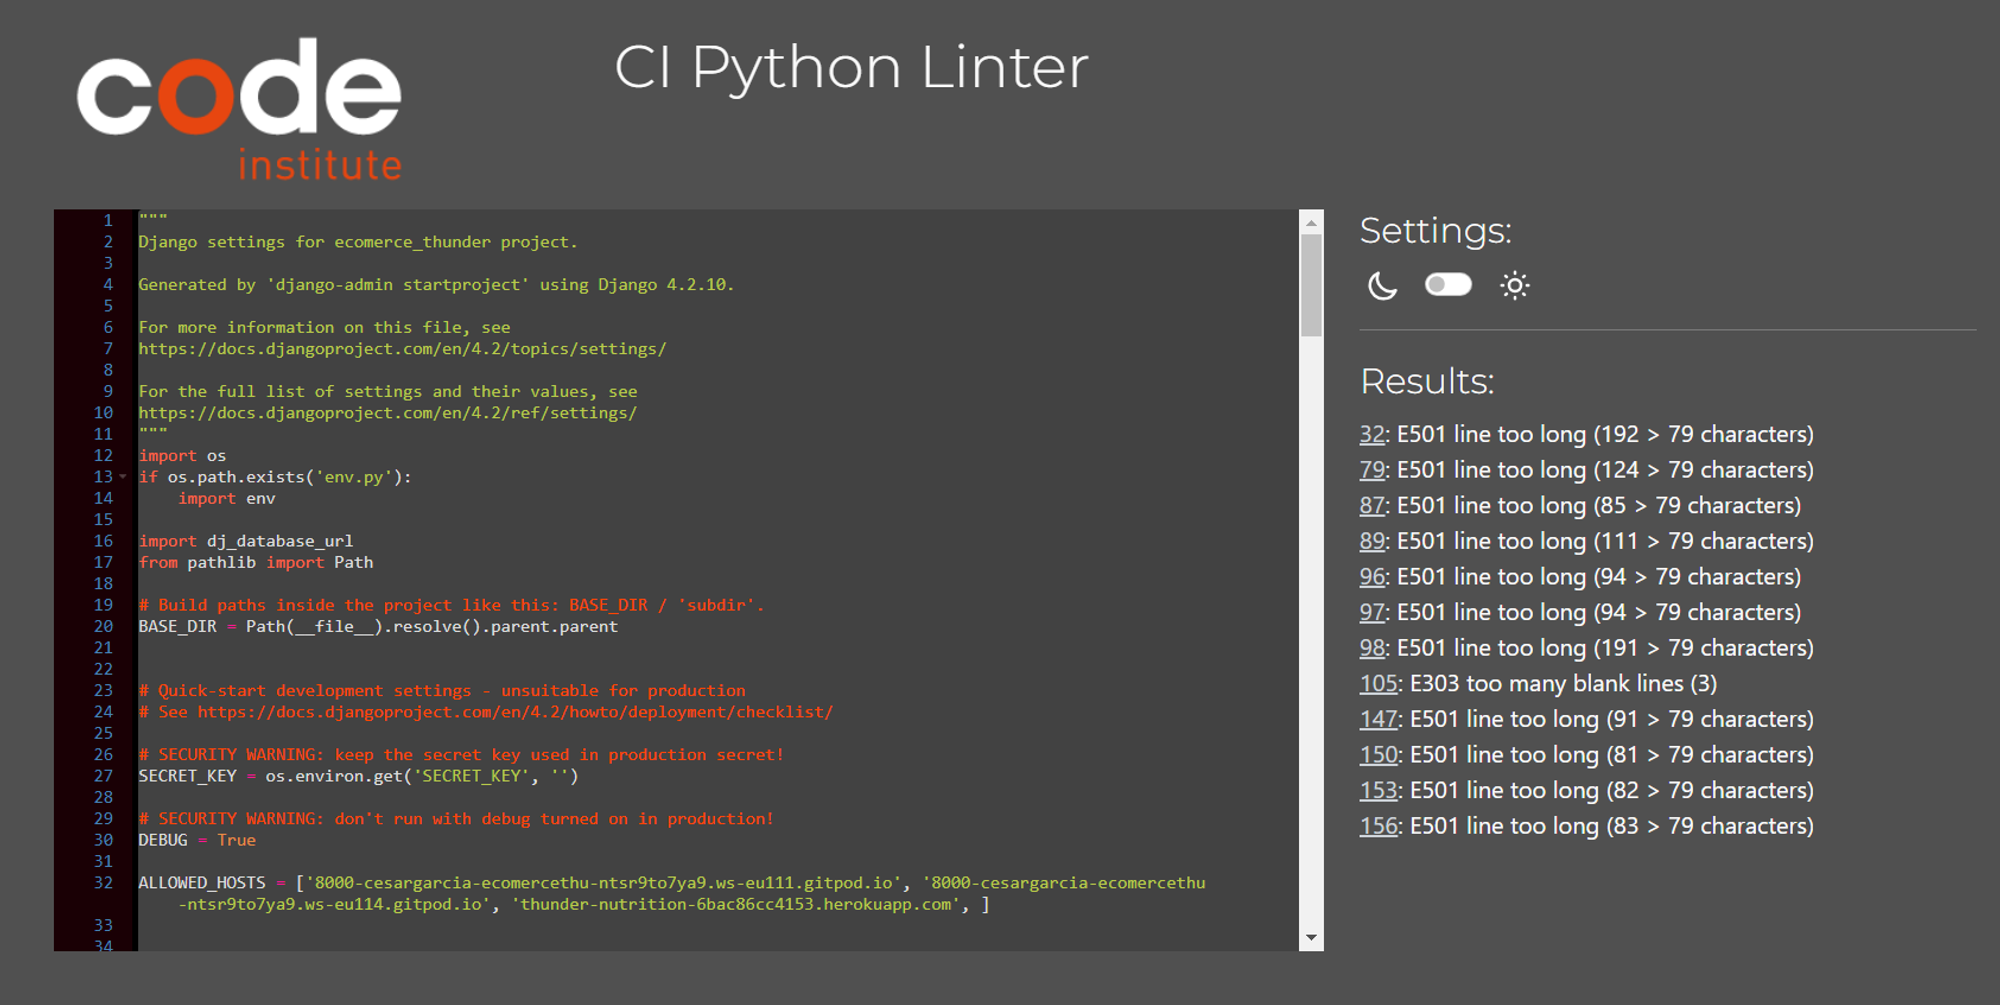 code
institute
CI Python Linter
1 """
2 Django settings for ecomerce_thunder project.
3
4 Generated by 'django-admin startproject' using Django 4.2.10.
5
6 For more information on this file, see
7 https://docs.djangoproject.com/en/4.2/topics/settings/
8
9 For the full list of settings and their values, see
10 https://docs.djangoproject.com/en/4.2/ref/settings/
11 """
12 import os
13 if os.path.exists('env.py'):
14     import env
15
16 import dj_database_url
17 from pathlib import Path
18
19 # Build paths inside the project like this: BASE_DIR / 'subdir'.
20 BASE_DIR = Path(__file__).resolve().parent.parent
21
22
23 # Quick-start development settings - unsuitable for production
24 # See https://docs.djangoproject.com/en/4.2/howto/deployment/checklist/
25
26 # SECURITY WARNING: keep the secret key used in production secret!
27 SECRET_KEY = os.environ.get('SECRET_KEY', '')
28
29 # SECURITY WARNING: don't run with debug turned on in production!
30 DEBUG = True
31
32 ALLOWED_HOSTS = ['8000-cesargarcia-ecomercethu-ntsr9to7ya9.ws-eu111.gitpod.io', '8000-cesargarcia-ecomercethu
-ntsr9to7ya9.ws-eu114.gitpod.io', 'thunder-nutrition-6bac86cc4153.herokuapp.com', ]
33
34
Settings:
Results:
32: E501 line too long (192 > 79 characters)
79: E501 line too long (124 > 79 characters)
87: E501 line too long (85 > 79 characters)
89: E501 line too long (111 > 79 characters)
96: E501 line too long (94 > 79 characters)
97: E501 line too long (94 > 79 characters)
98: E501 line too long (191 > 79 characters)
105: E303 too many blank lines (3)
147: E501 line too long (91 > 79 characters)
150: E501 line too long (81 > 79 characters)
153: E501 line too long (82 > 79 characters)
156: E501 line too long (83 > 79 characters)